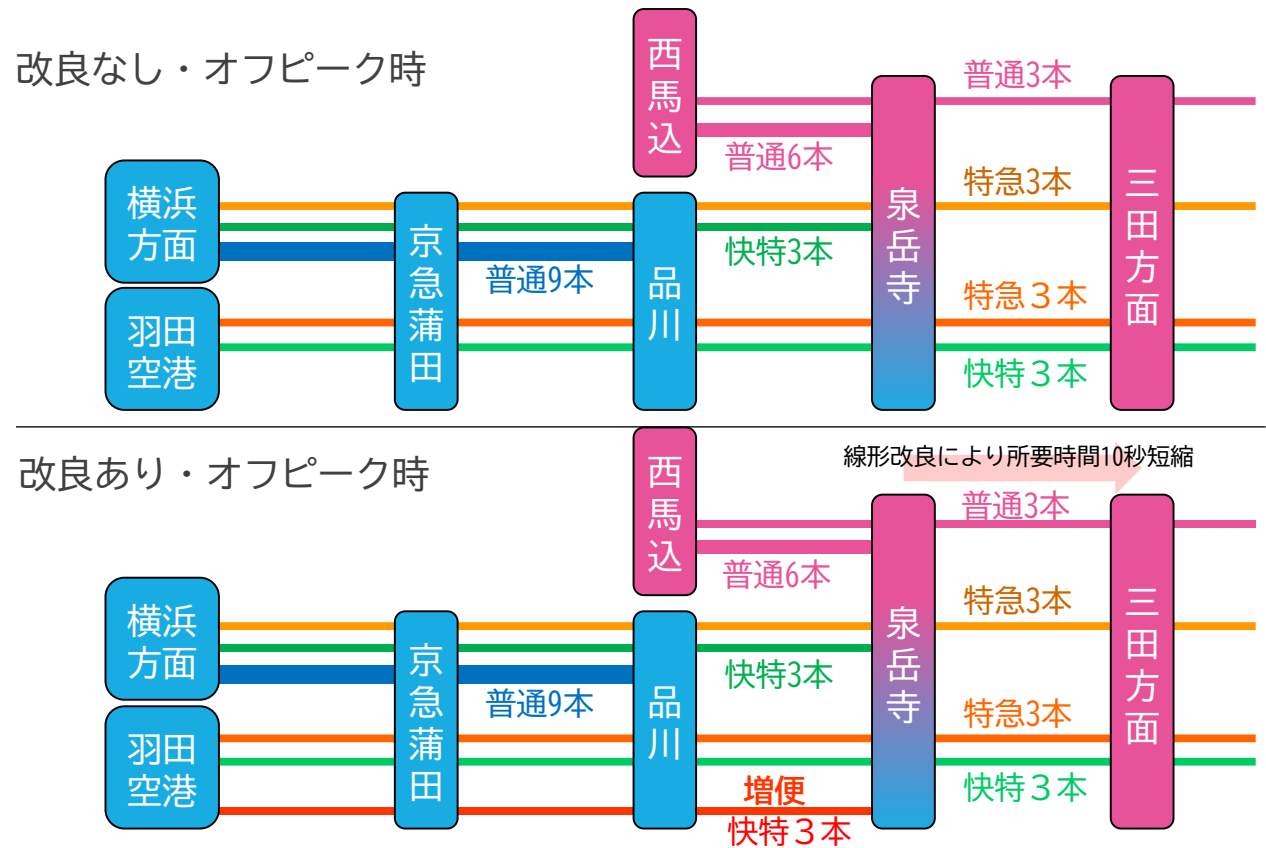 改良なし・オフピーク時
西馬込
普通3本
普通6本
横浜
方面
京急蒲田
品川
泉岳寺
三田方面
特急3本
快特3本
普通9本
羽田
空港
特急３本
快特３本
改良あり・オフピーク時
西馬込
線形改良により所要時間10秒短縮
普通3本
普通6本
横浜
方面
京急蒲田
品川
泉岳寺
三田方面
特急3本
快特3本
普通9本
羽田
空港
特急3本
快特３本
増便
快特３本